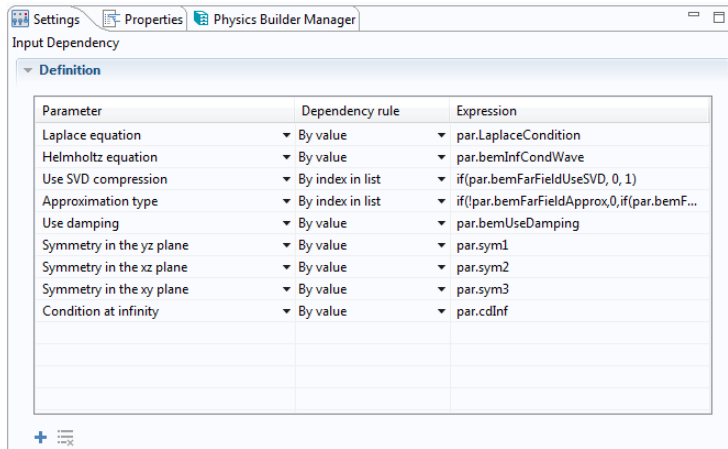 Settings Properties Physics Builder Manager
Input Dependency
Definition
Parameter Dependency rule Expression
Laplace equation By value par.LaplaceCondition
Helmholtz equation By value par.bemInfCondWave
Use SVD compression By index in list if(par.bemFarFieldUseSVD, 0, 1)
Approximation type By index in list if(!par.bemFarFieldApprox,0,if(par.bemF...
Use damping By value par.bemUseDamping
Symmetry in the yz plane By value par.sym1
Symmetry in the xz plane By value par.sym2
Symmetry in the xy plane By value par.sym3
Condition at infinity By value par.cdInf